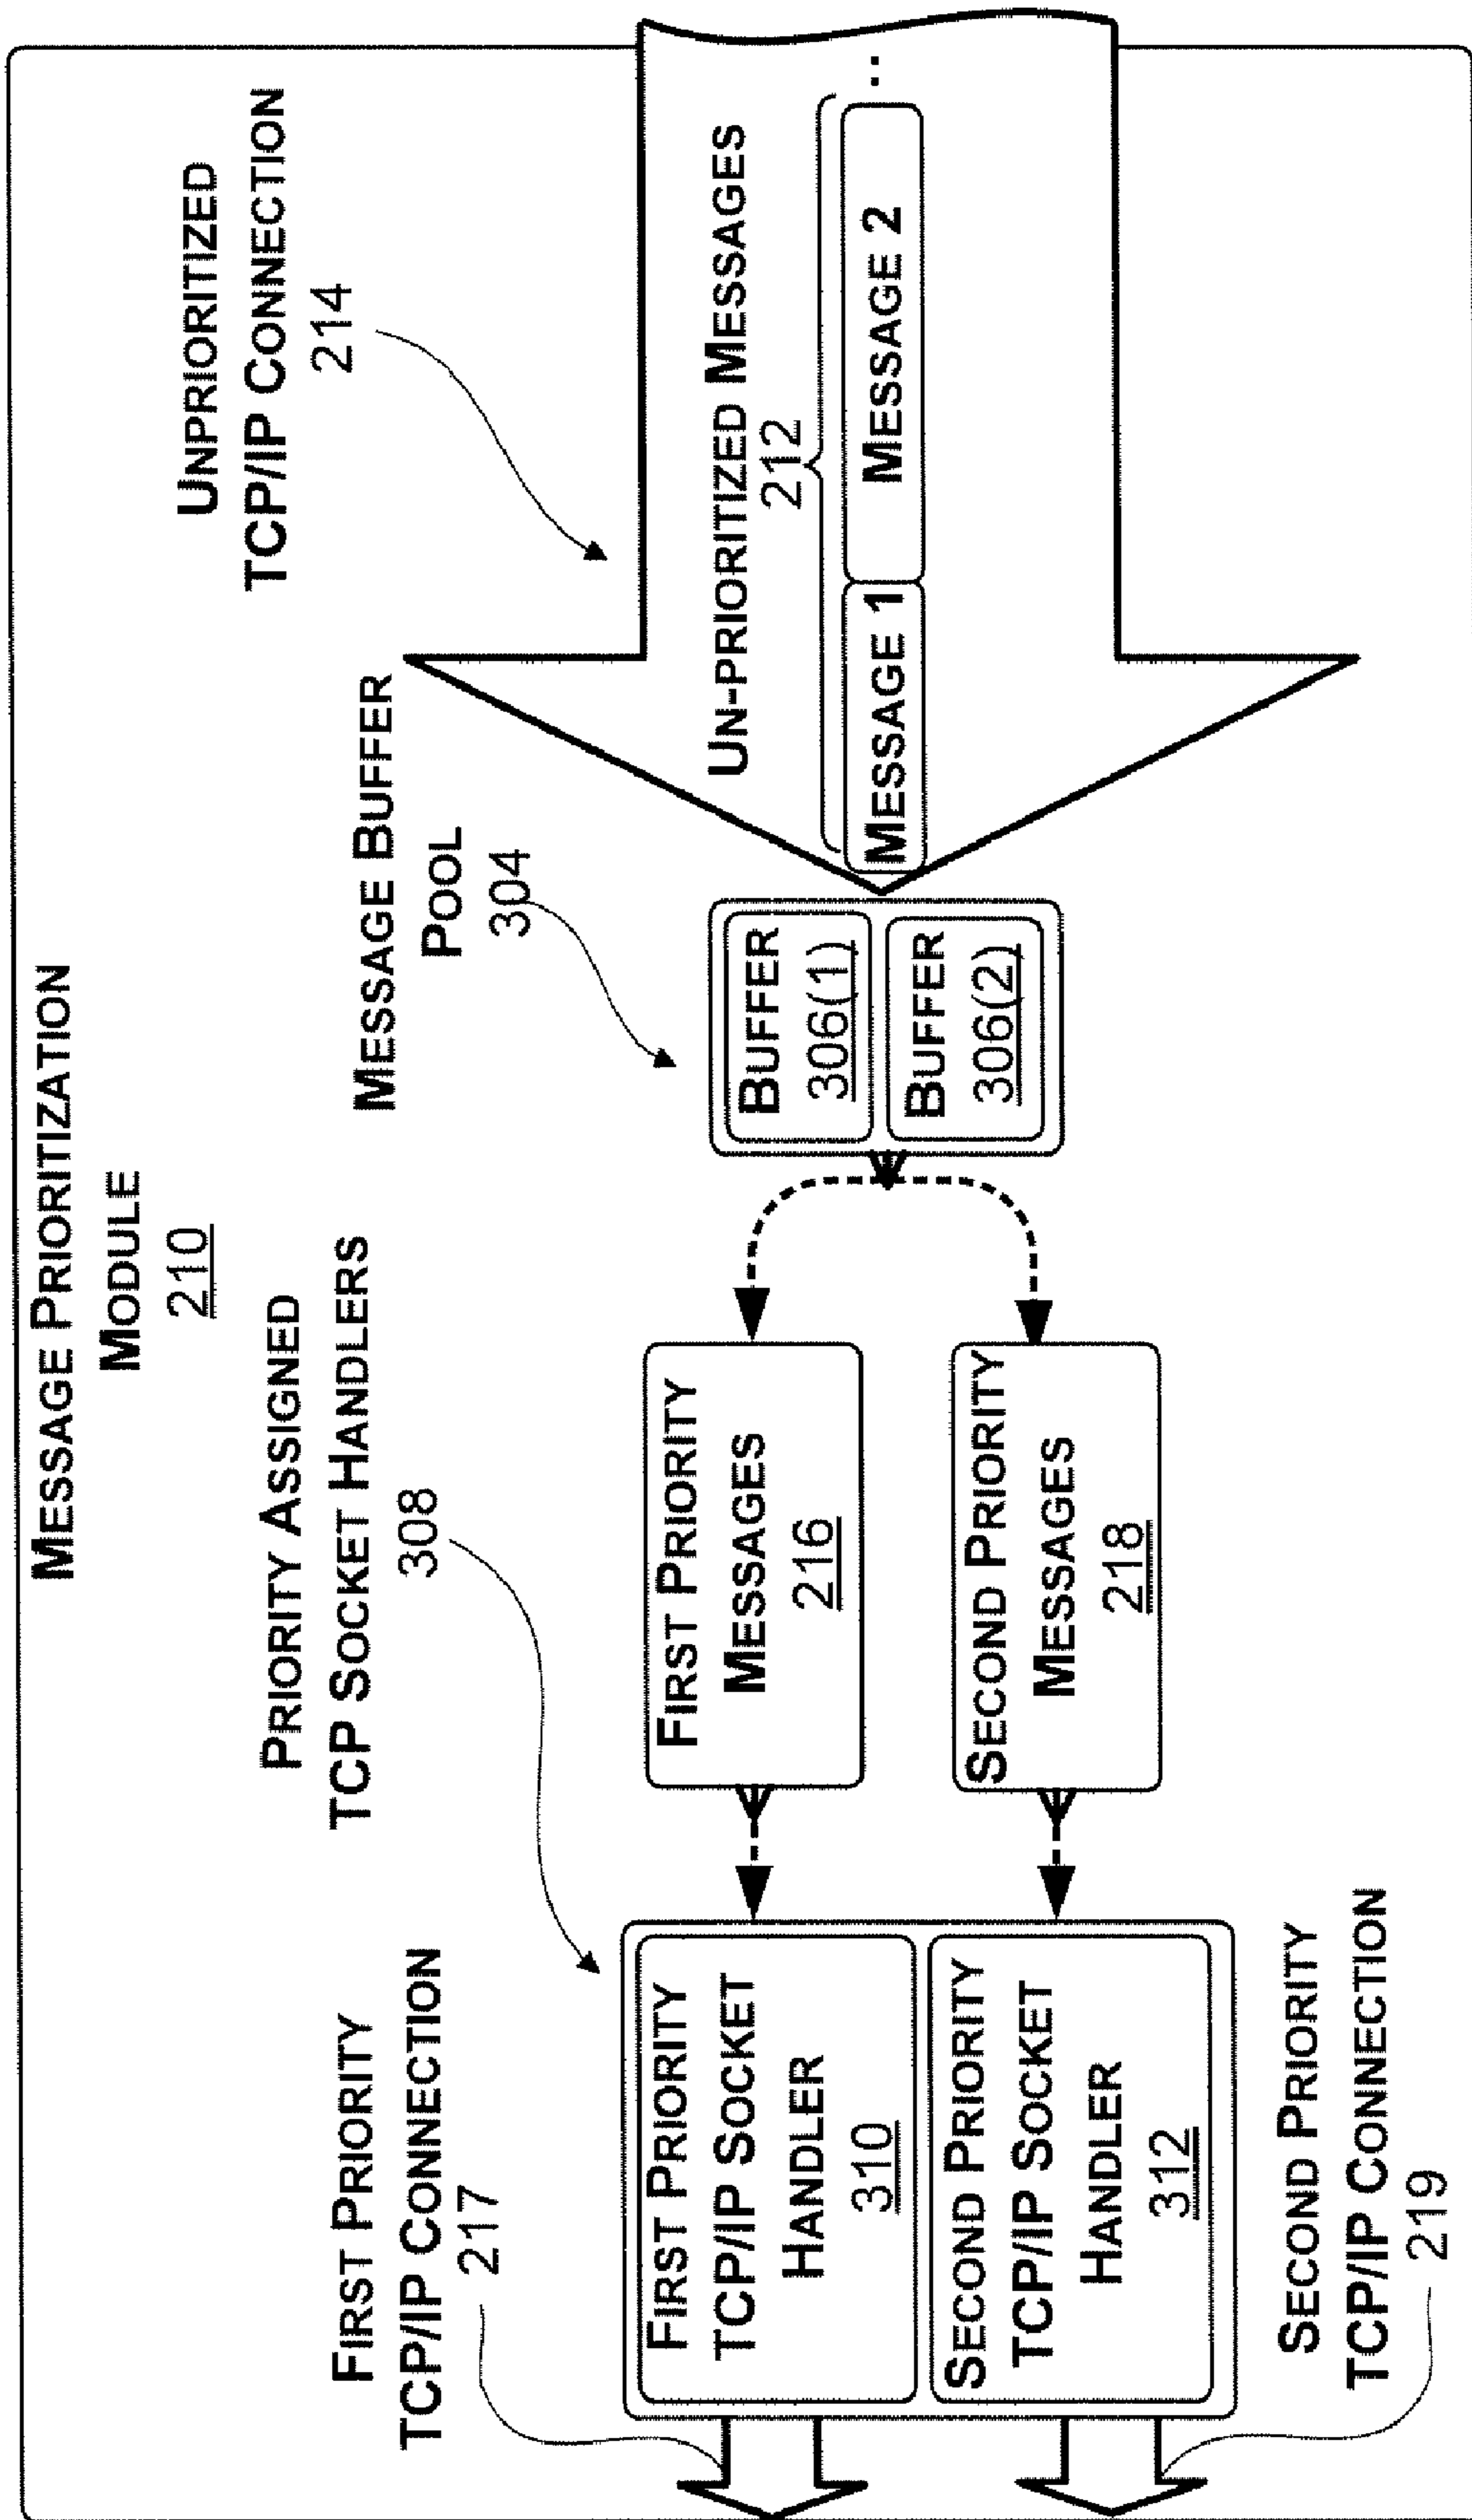 MESSAGE PRIORITIZATION
MODULE
210
UNPRIORITIZED
TCP/IP CONNECTION
214
MESSAGE BUFFER
POOL
304
PRIORITY ASSIGNED
TCP SOCKET HANDLERS
308
FIRST PRIORITY
TCP/IP CONNECTION
217
UN-PRIORITIZED MESSAGES
212
MESSAGE 1
MESSAGE 2
..
BUFFER
306(1)
BUFFER
306(2)
FIRST PRIORITY
MESSAGES
216
SECOND PRIORITY
MESSAGES
218
FIRST PRIORITY
TCP/IP SOCKET
HANDLER
310
SECOND PRIORITY
TCP/IP SOCKET
HANDLER
312
SECOND PRIORITY
TCP/IP CONNECTION
219